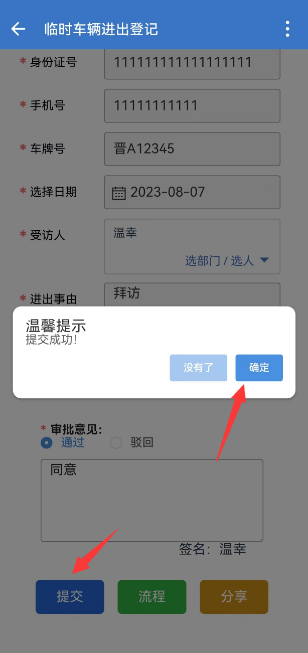 临时车辆进出登记
* 身份证号 111111111111111111
* 手机号 11111111111
* 车牌号 晋A12345
* 选择日期 2023-08-07
* 受访人 温幸
选部门 / 选人
* 进出事由 拜访
温馨提示
提交成功!
没有了 确定
* 审批意见:
通过 驳回
同意
签名: 温幸
提交 流程 分享